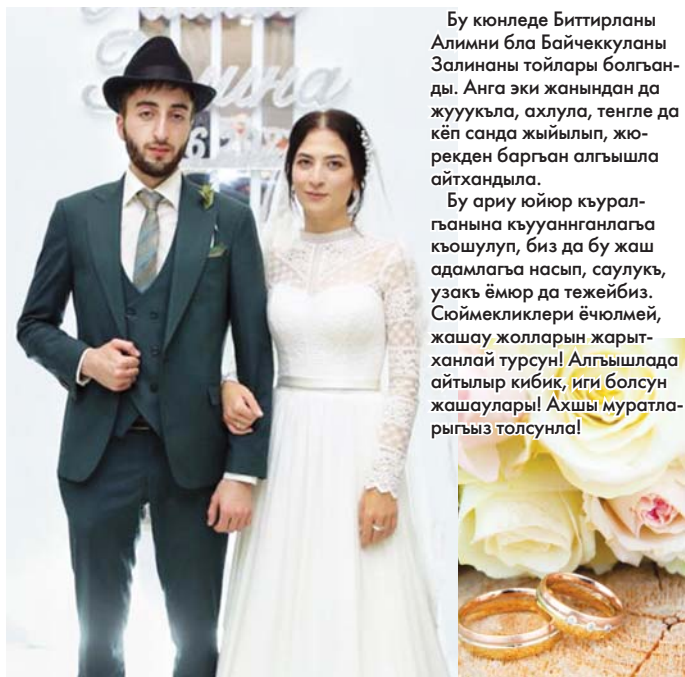 Залина
Бу кюнледе Биттирланы
Алимни бла Байчеккуланы
Залинаны тойлары болгъан-
ды. Анга эки жанындан да
жууукъла, ахлула, тенгле да
кёп санда жыйылып, жю-
рекден баргъан алгъышла
айтхандыла.
Бу ариу юйюр къурал-
гъанына къууаннганлагъа
къошулуп, биз да бу жаш
адамлагъа насып, саулукъ,
узакъ ёмюр да тежейбиз.
Сюймекликлери ёчюлмей,
жашау жолларын жарыт-
ханлай турсун! Алгъышлада
айтылыр кибик, иги болсун
жашаулары! Ахшы муратла-
рыгъыз толсунла!